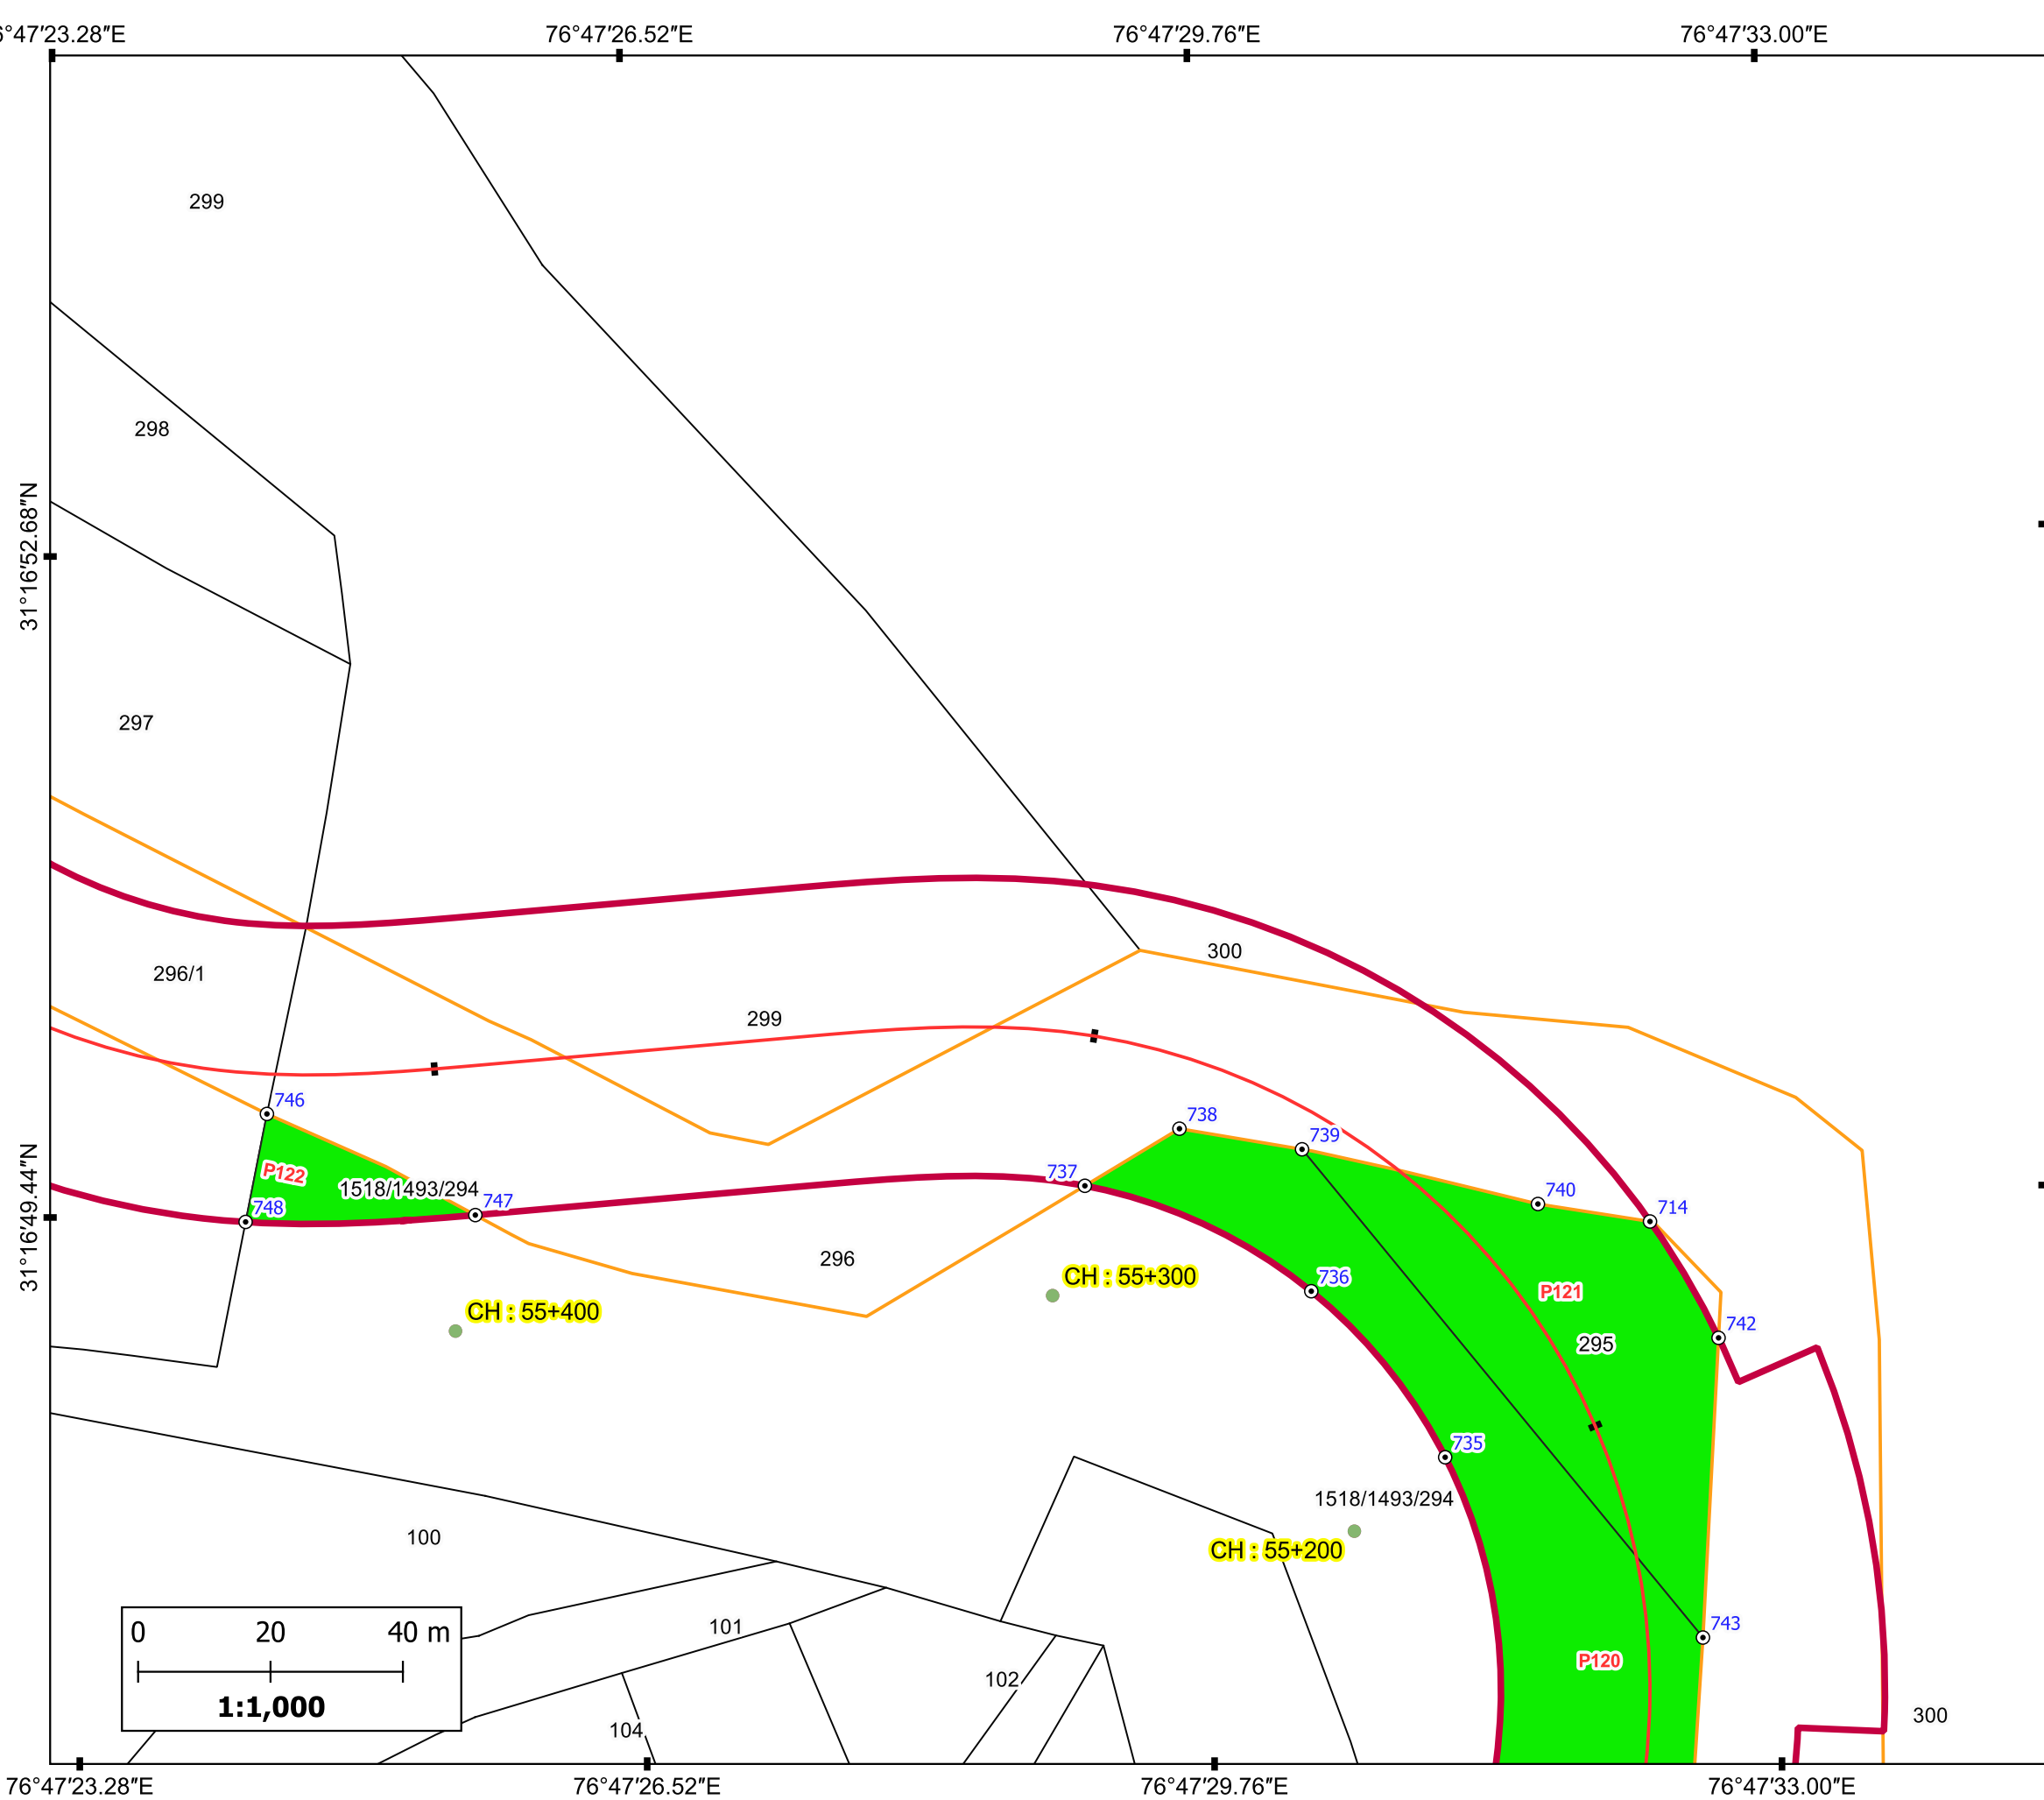 6°47′23.28″E 76°47′26.52″E 76°47′29.76″E 76°47′33.00″E
299
298
31°16′52.68″N
297
300
296/1
299
746
738
739
737
P122
1518/1493/294
740
747
748
714
31°16′49.44″N
296
CH : 55+300
736
P121
CH : 55+400
742
295
735
1518/1493/294
100
CH : 55+200
101
743
0 20 40 m
1:1,000
P120
102
104
300
76°47′23.28″E 76°47′26.52″E 76°47′29.76″E 76°47′33.00″E